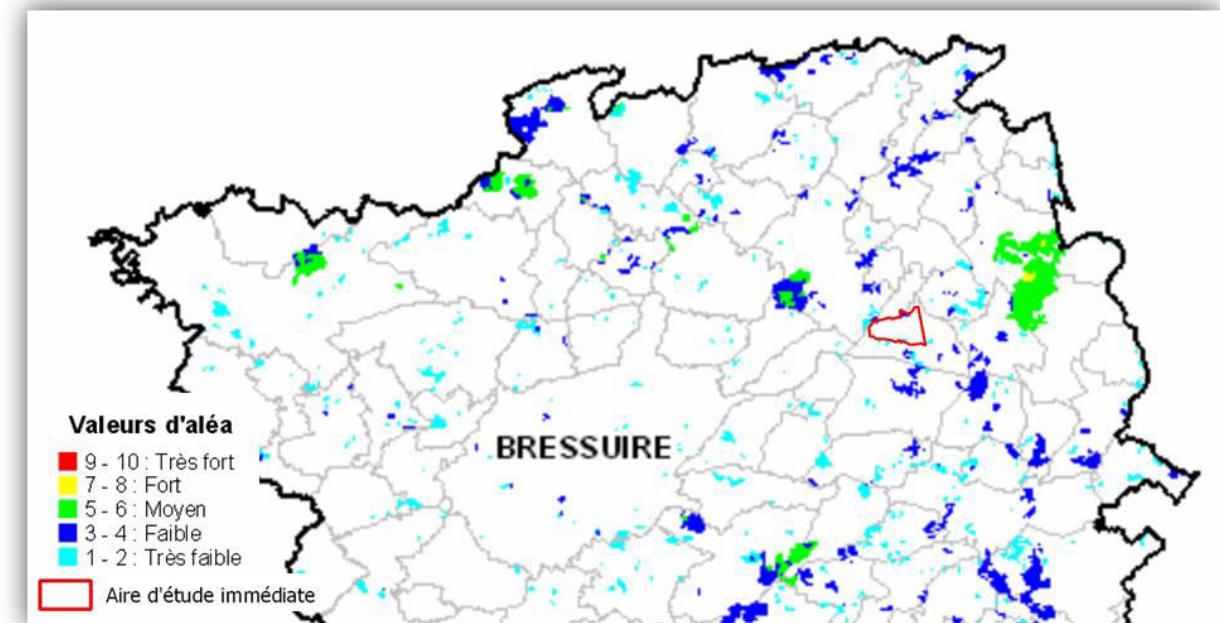 BRESSUIRE
Valeurs d'aléa
9 - 10 : Très fort
7 - 8 : Fort
5 - 6 : Moyen
3 - 4 : Faible
1 - 2 : Très faible
Aire d'étude immédiate